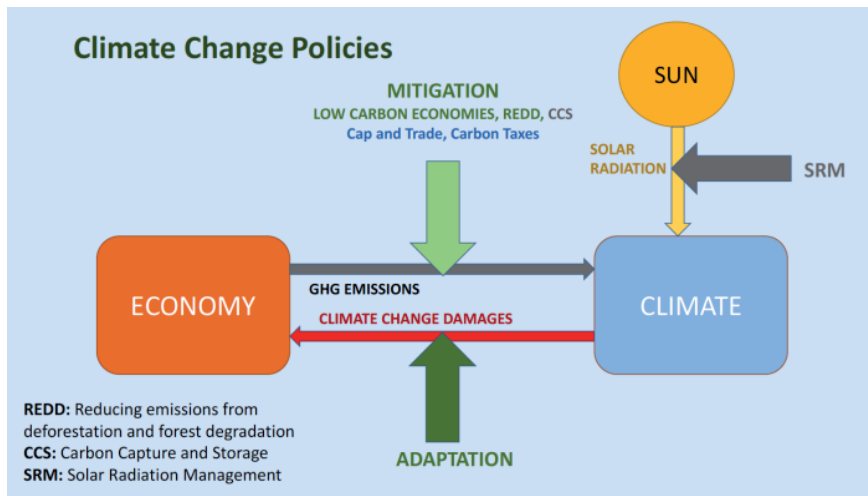 Climate Change Policies
MITIGATION
LOW CARBON ECONOMIES, REDD, CCS
Cap and Trade, Carbon Taxes
SUN
SOLAR
RADIATION
SRM
ECONOMY
GHG EMISSIONS
CLIMATE CHANGE DAMAGES
CLIMATE
ADAPTATION
REDD: Reducing emissions from
deforestation and forest degradation
CCS: Carbon Capture and Storage
SRM: Solar Radiation Management